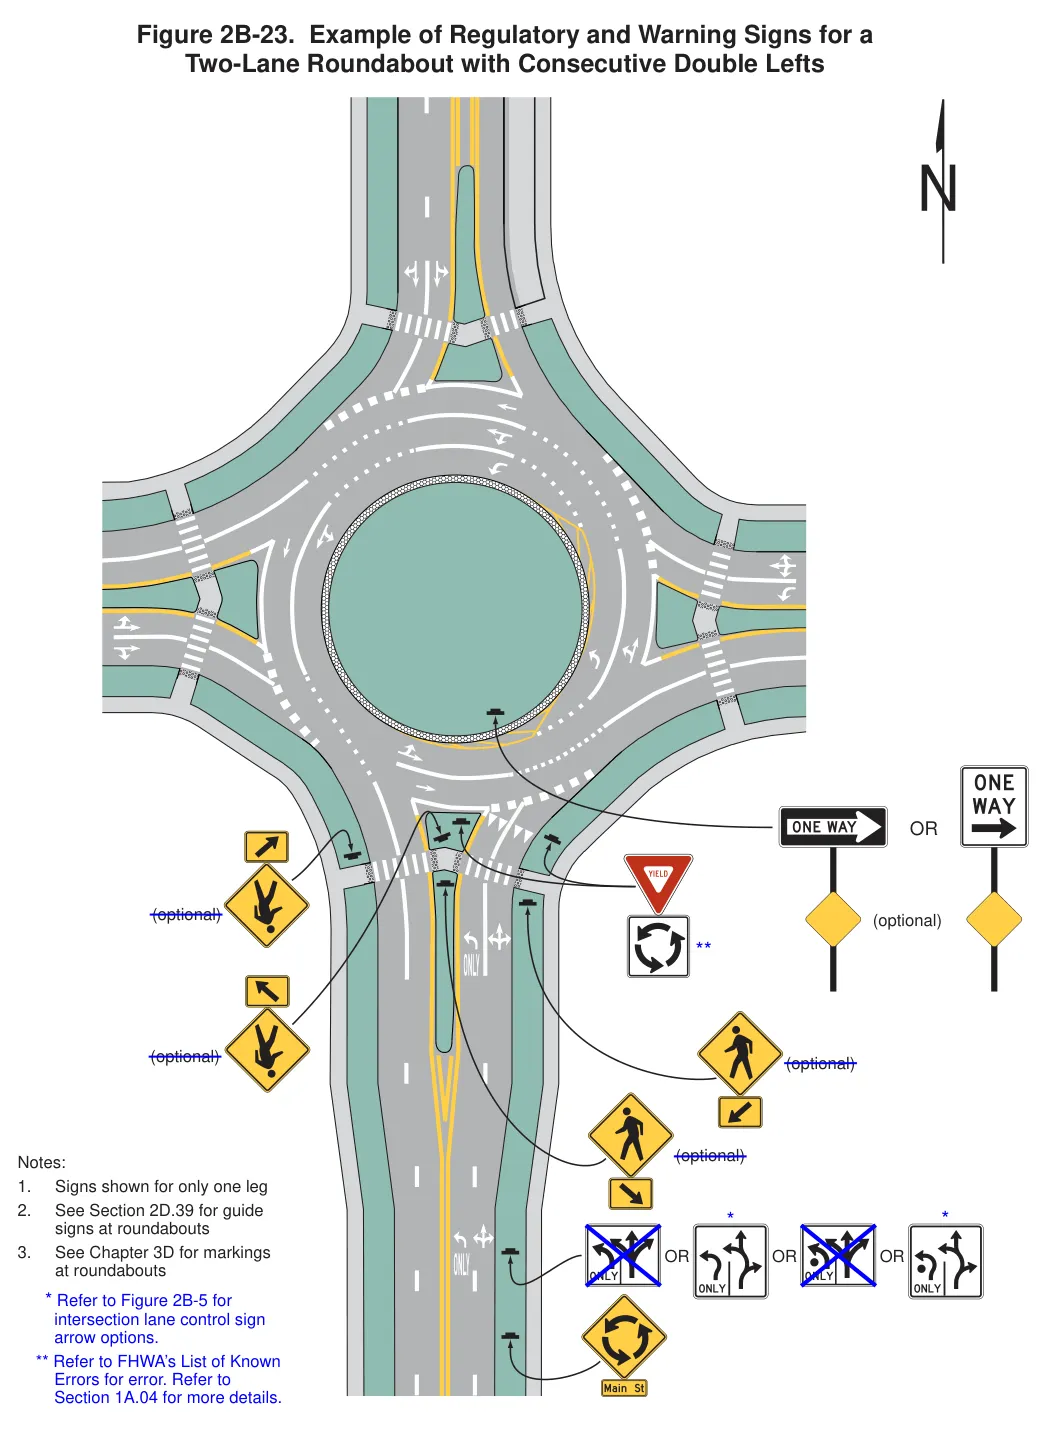 Figure 2B-23.  Example of Regulatory and Warning Signs for a
Two-Lane Roundabout with Consecutive Double Lefts
N
ONE WAY
OR
ONE
WAY
(optional)
YIELD
**
(optional)
(optional)
ONLY
(optional)
(optional)
ONLY
*
*
ONLY
OR
ONLY
OR
ONLY
OR
ONLY
Main St
Notes:
1. Signs shown for only one leg
2. See Section 2D.39 for guide
signs at roundabouts
3. See Chapter 3D for markings
at roundabouts
* Refer to Figure 2B-5 for
intersection lane control sign
arrow options.
** Refer to FHWA's List of Known
Errors for error. Refer to
Section 1A.04 for more details.